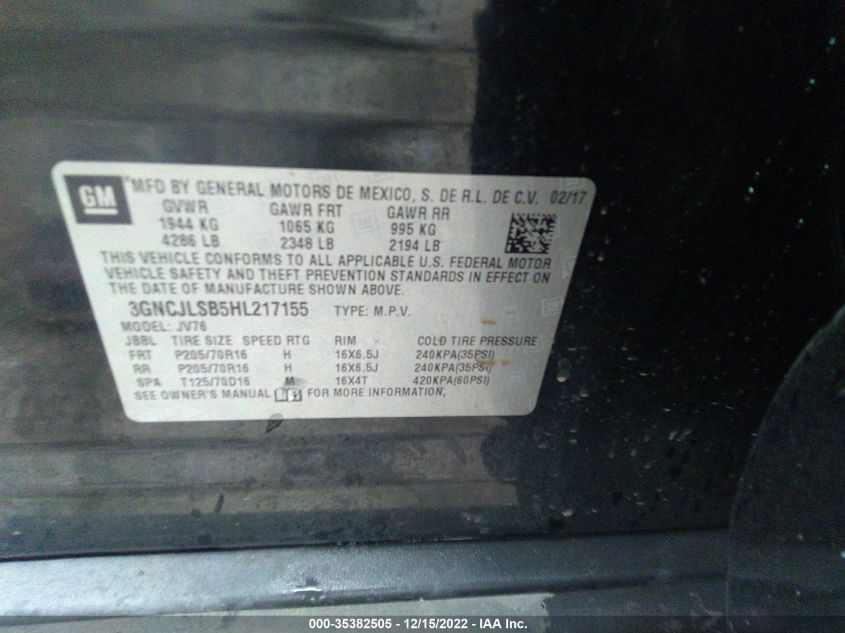 GM
MFD BY GENERAL MOTORS DE MEXICO, S. DE R.L. DE C.V. 02/17
GVWR GAWR FRT GAWR RR
1944 KG 1065 KG 995 KG
4286 LB 2348 LB 2194 LB
THIS VEHICLE CONFORMS TO ALL APPLICABLE U.S. FEDERAL MOTOR
VEHICLE SAFETY AND THEFT PREVENTION STANDARDS IN EFFECT ON
THE DATE OF MANUFACTURE SHOWN ABOVE.
3GNCJLSB5HL217155 TYPE: M.P.V.
MODEL: JV76
JBBL TIRE SIZE SPEED RTG RIM COLD TIRE PRESSURE
FRT P205/70R16 H 16X6.5J 240KPA(35PSI)
RR P205/70R16 H 16X6.5J 240KPA(35PSI)
SPA T125/70D16 M 16X4T 420KPA(60PSI)
SEE OWNER'S MANUAL FOR MORE INFORMATION.
000-35382505 - 12/15/2022 - IAA Inc.